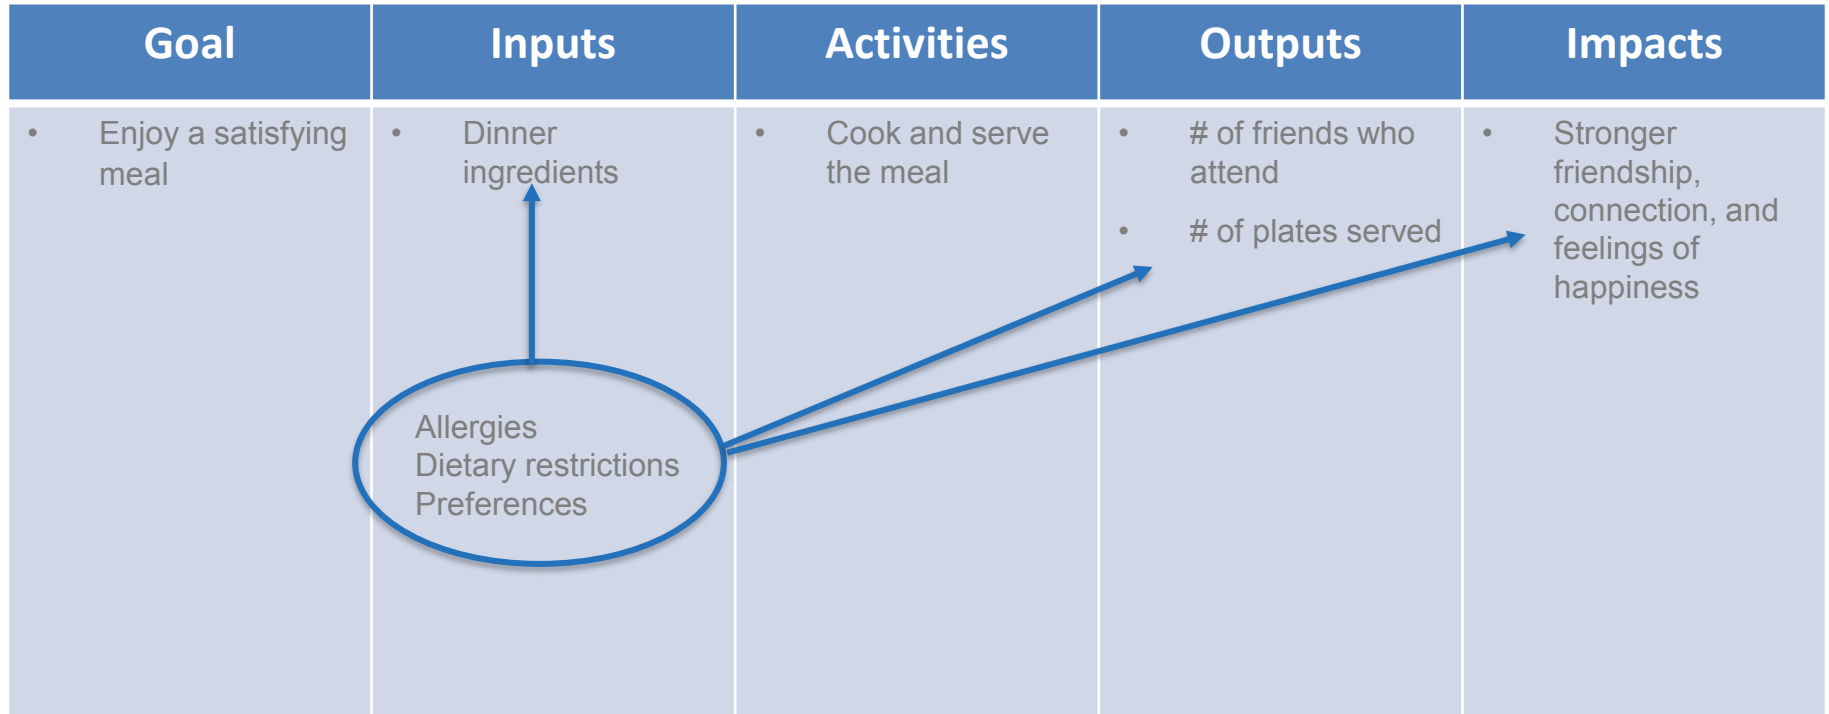 Goal
Inputs
Activities
Outputs
Impacts
• Enjoy a satisfying
meal
• Dinner
ingredients
Allergies
Dietary restrictions
Preferences
• Cook and serve
the meal
• # of friends who
attend
• # of plates served
• Stronger
friendship,
connection, and
feelings of
happiness